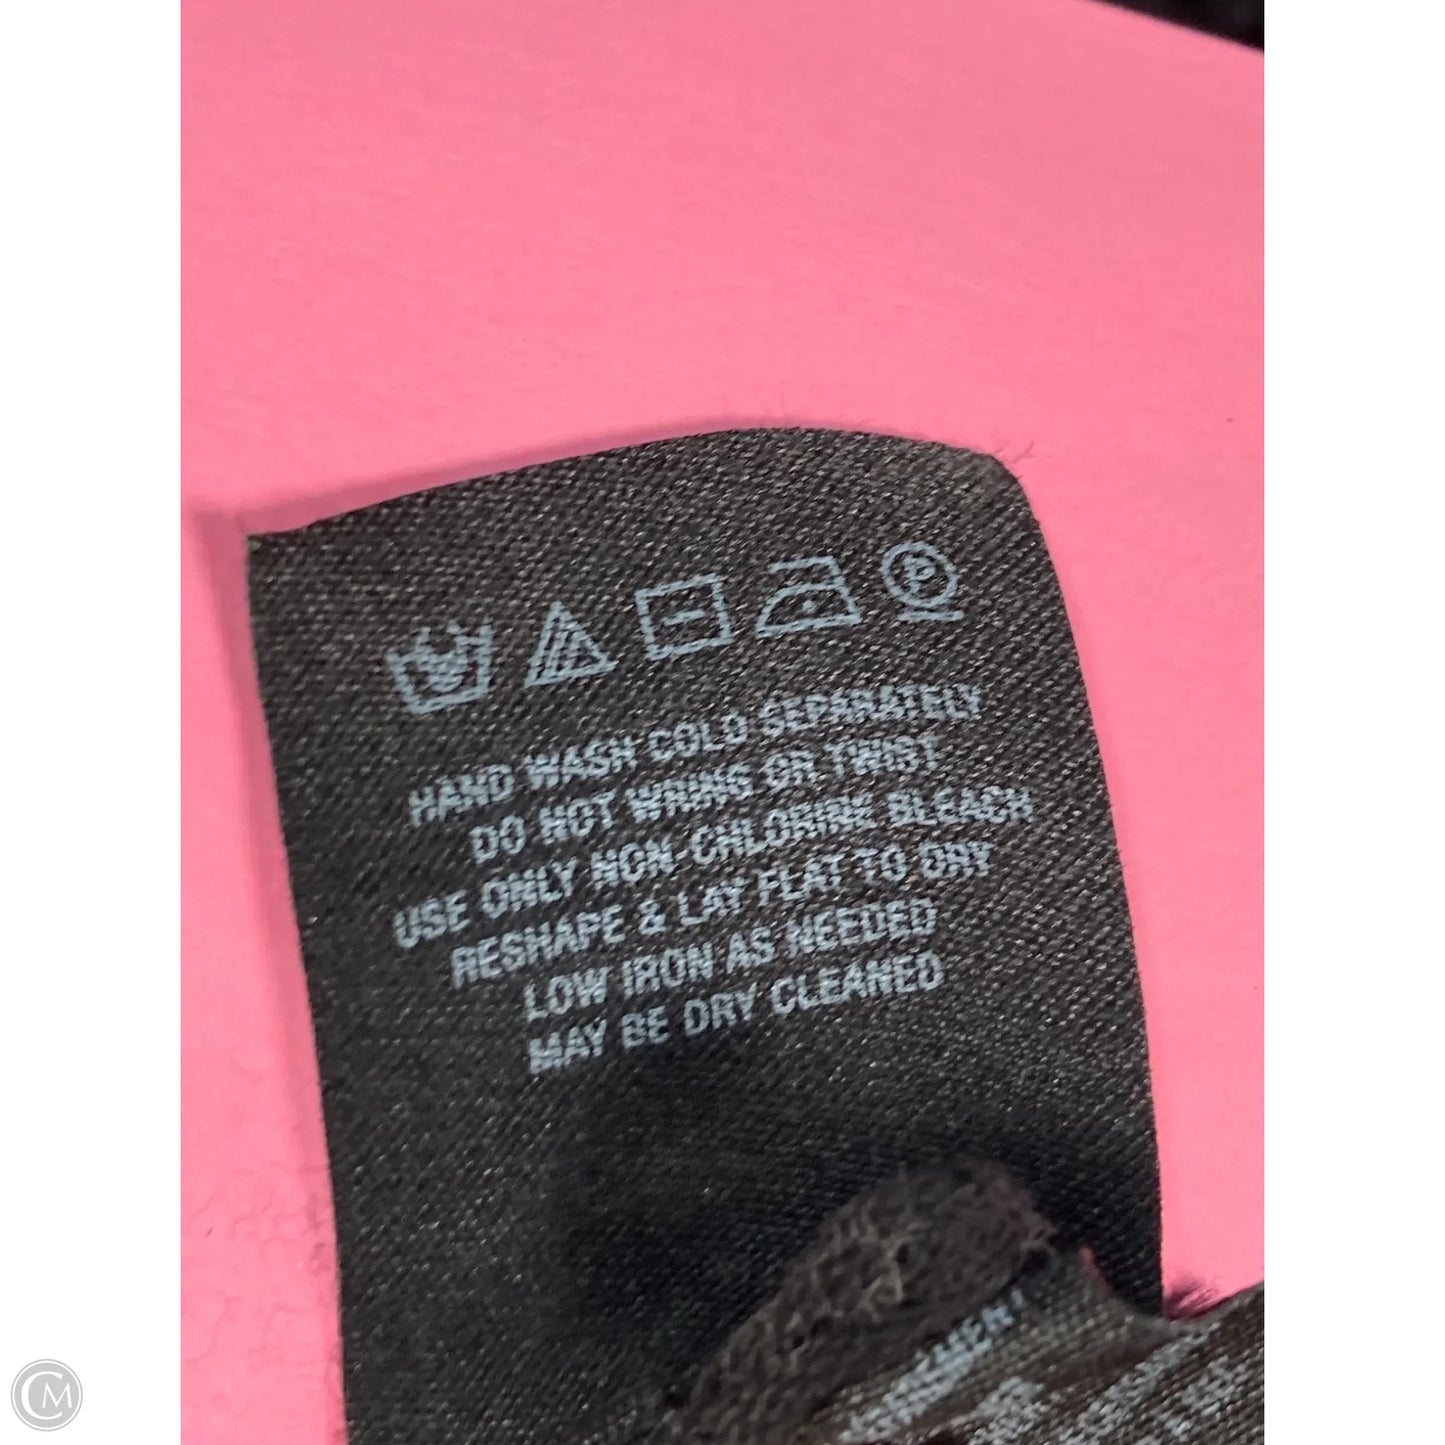 P
HAND WASH COLD SEPARATELY
DO NOT WRING OR TWIST
USE ONLY NON-CHLORINE BLEACH
RESHAPE & LAY FLAT TO DRY
LOW IRON AS NEEDED
MAY BE DRY CLEANED
CM